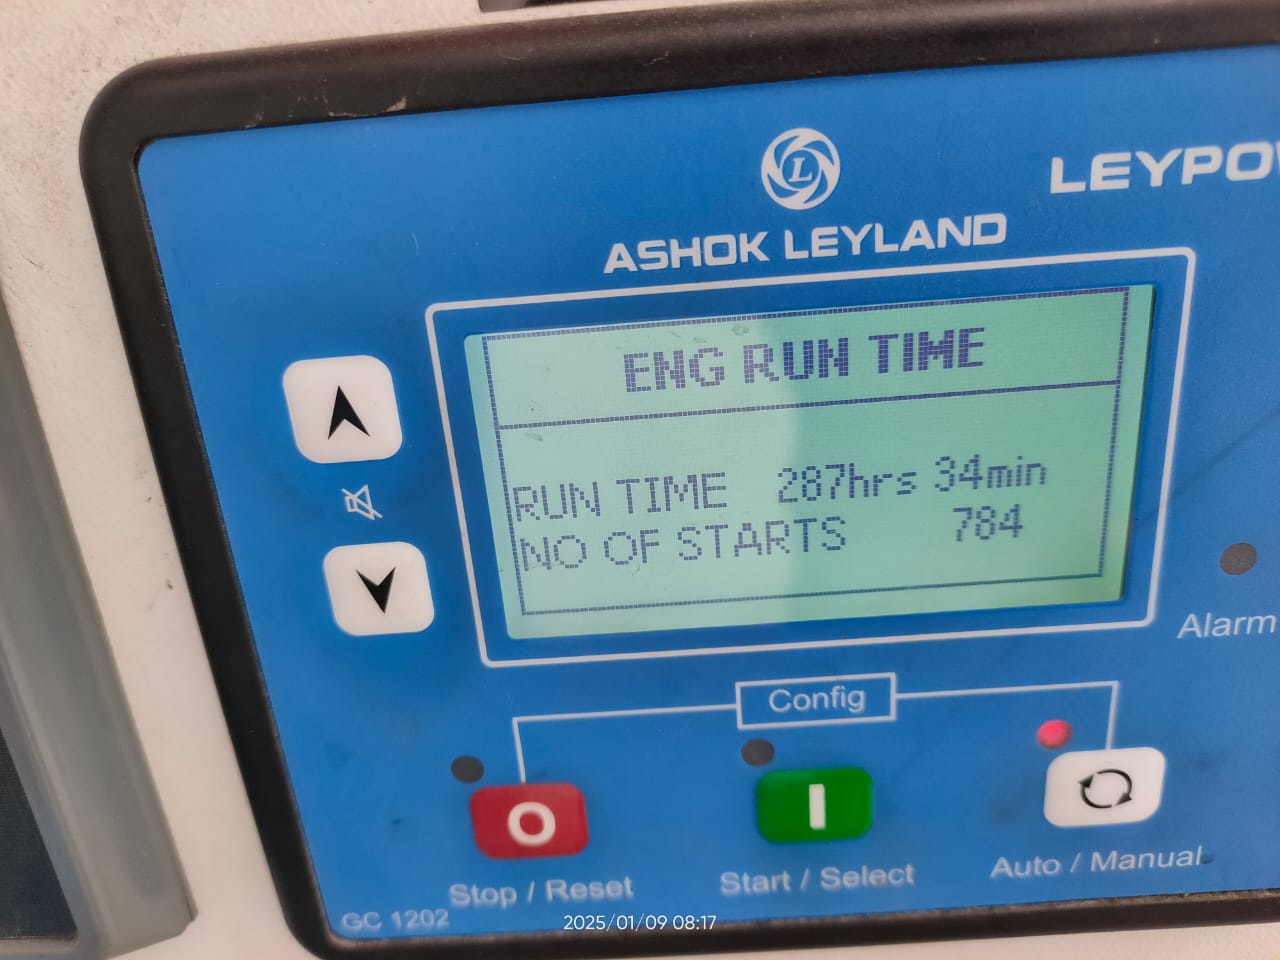 LEYPO
ASHOK LEYLAND
ENG RUN TIME
RUN TIME 287hrs 34min
NO OF STARTS 784
Alarm
Config
Stop / Reset
Start / Select
Auto / Manual
GC 1202
2025/01/09 08:17